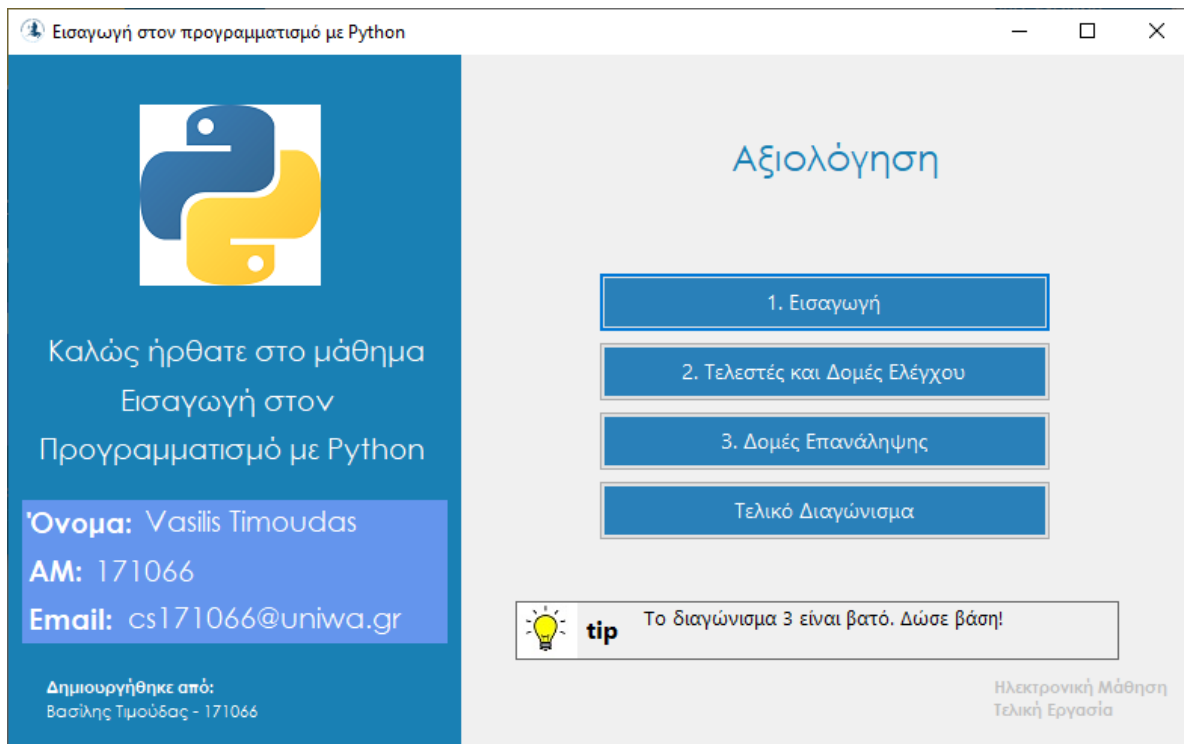 Εισαγωγή στον προγραμματισμό με Python
Καλώς ήρθατε στο μάθημα
Εισαγωγή στον
Προγραμματισμό με Python
Όνομα: Vasilis Timoudas
AM: 171066
Email: cs171066@uniwa.gr
Δημιουργήθηκε από:
Βασίλης Τιμούδας - 171066
Αξιολόγηση
1. Εισαγωγή
2. Τελεστές και Δομές Ελέγχου
3. Δομές Επανάληψης
Τελικό Διαγώνισμα
tip Το διαγώνισμα 3 είναι βατό. Δώσε βάση!
Ηλεκτρονική Μάθηση
Τελική Εργασία